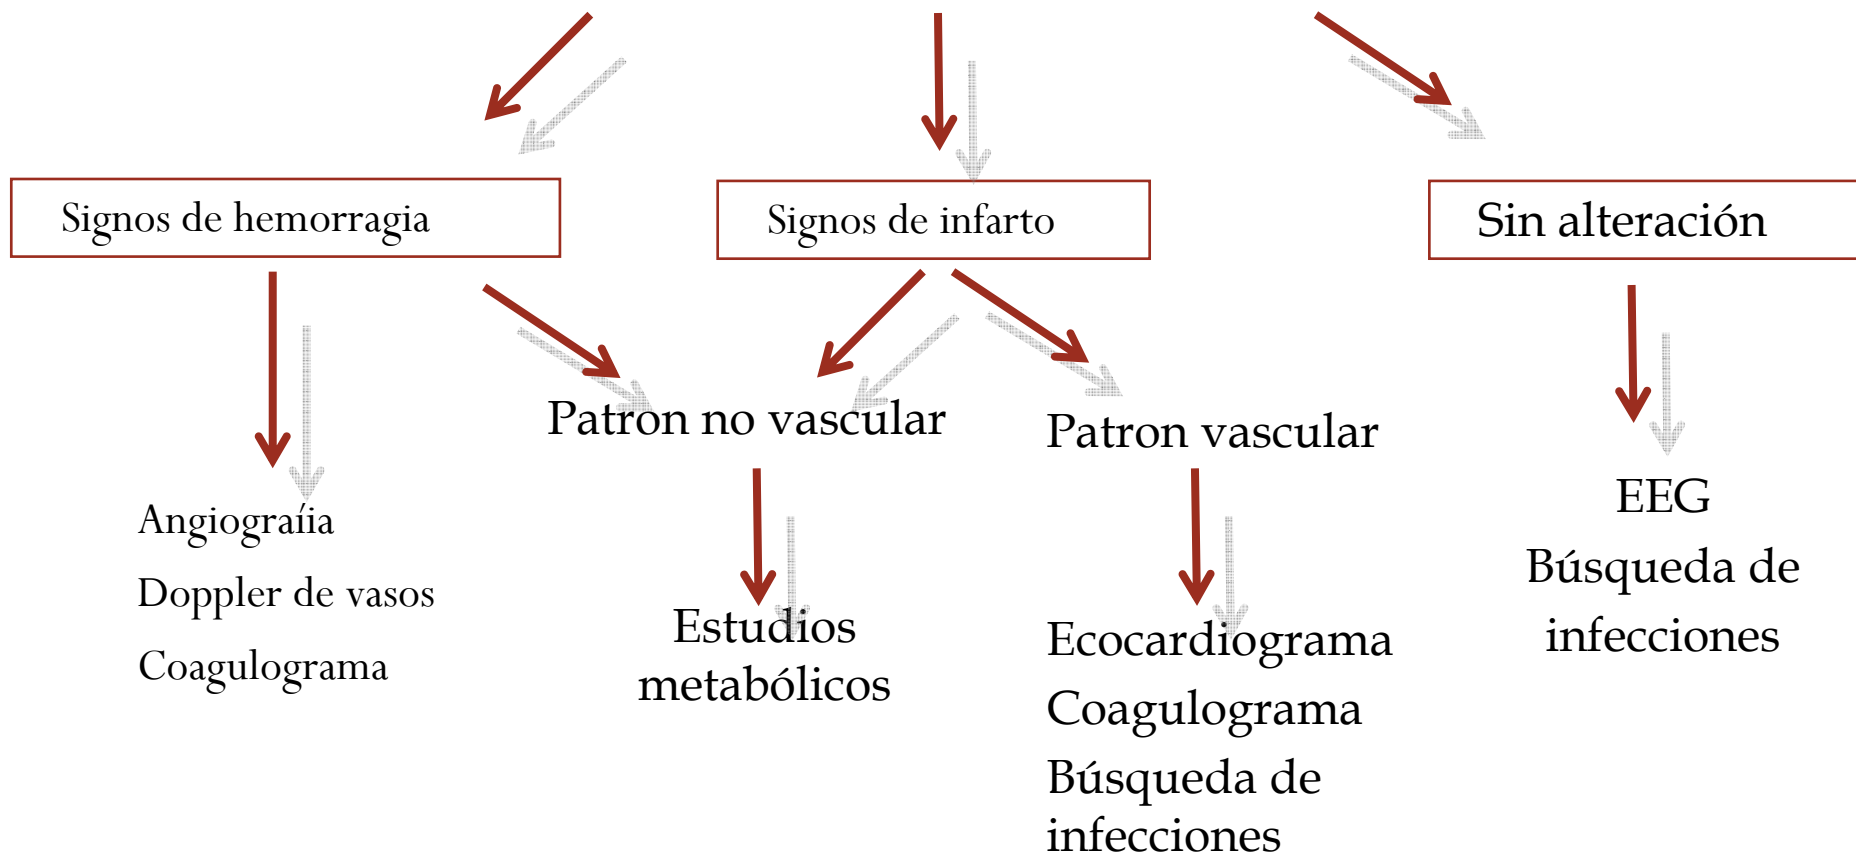 Signos de hemorragia
Signos de infarto
Sin alteración
Patron no vascular
Patron vascular
Angiograíia
Doppler de vasos
Coagulograma
Estudios
metabólicos
Ecocardiograma
Coagulograma
Búsqueda de
infecciones
EEG
Búsqueda de
infecciones